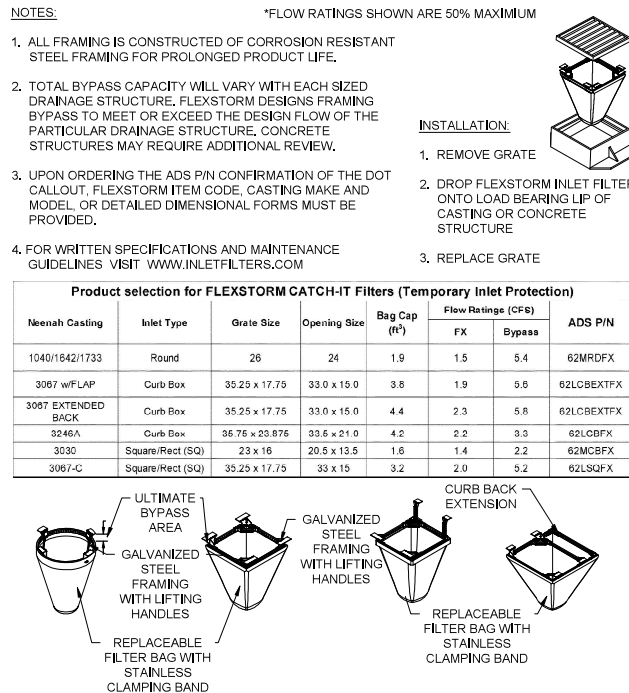 NOTES:
*FLOW RATINGS SHOWN ARE 50% MAXIMIUM
1. ALL FRAMING IS CONSTRUCTED OF CORROSION RESISTANT
STEEL FRAMING FOR PROLONGED PRODUCT LIFE.
2. TOTAL BYPASS CAPACITY WILL VARY WITH EACH SIZED
DRAINAGE STRUCTURE. FLEXSTORM DESIGNS FRAMING
BYPASS TO MEET OR EXCEED THE DESIGN FLOW OF THE
PARTICULAR DRAINAGE STRUCTURE. CONCRETE
STRUCTURES MAY REQUIRE ADDITIONAL REVIEW.
3. UPON ORDERING THE ADS P/N CONFIRMATION OF THE DOT
CALLOUT, FLEXSTORM ITEM CODE, CASTING MAKE AND
MODEL, OR DETAILED DIMENSIONAL FORMS MUST BE
PROVIDED.
4. FOR WRITTEN SPECIFICATIONS AND MAINTENANCE
GUIDELINES VISIT WWW.INLETFILTERS.COM
INSTALLATION:
1. REMOVE GRATE
2. DROP FLEXSTORM INLET FILTER
ONTO LOAD BEARING LIP OF
CASTING OR CONCRETE
STRUCTURE
3. REPLACE GRATE
Product selection for FLEXSTORM CATCH-IT Filters (Temporary Inlet Protection)
Neenah Casting Inlet Type Grate Size Opening Size Bag Cap (ft³) Flow Ratings (CFS) ADS P/N
FX Bypass
1040/1642/1733 Round 26 24 1.9 1.5 5.4 62MRDFX
3067 w/FLAP Curb Box 35.25 x 17.75 33.0 x 15.0 3.8 1.9 5.6 62LCBEXTFX
3067 EXTENDED BACK Curb Box 35.25 x 17.75 33.0 x 15.0 4.4 2.3 5.8 62LCBEXTFX
3246A Curb Box 35.75 x 23.875 33.5 x 21.0 4.2 2.2 3.3 62LCBFX
3030 Square/Rect (SQ) 23 x 16 20.5 x 13.5 1.6 1.4 2.2 62MCBFX
3067-C Square/Rect (SQ) 35.25 x 17.75 33 x 15 3.2 2.0 5.2 62LSQFX
ULTIMATE
BYPASS
AREA
GALVANIZED
STEEL
FRAMING
WITH LIFTING
HANDLES
REPLACEABLE
FILTER BAG WITH
STAINLESS
CLAMPING BAND
GALVANIZED
STEEL
FRAMING
WITH LIFTING
HANDLES
CURB BACK
EXTENSION
REPLACEABLE
FILTER BAG WITH
STAINLESS
CLAMPING BAND